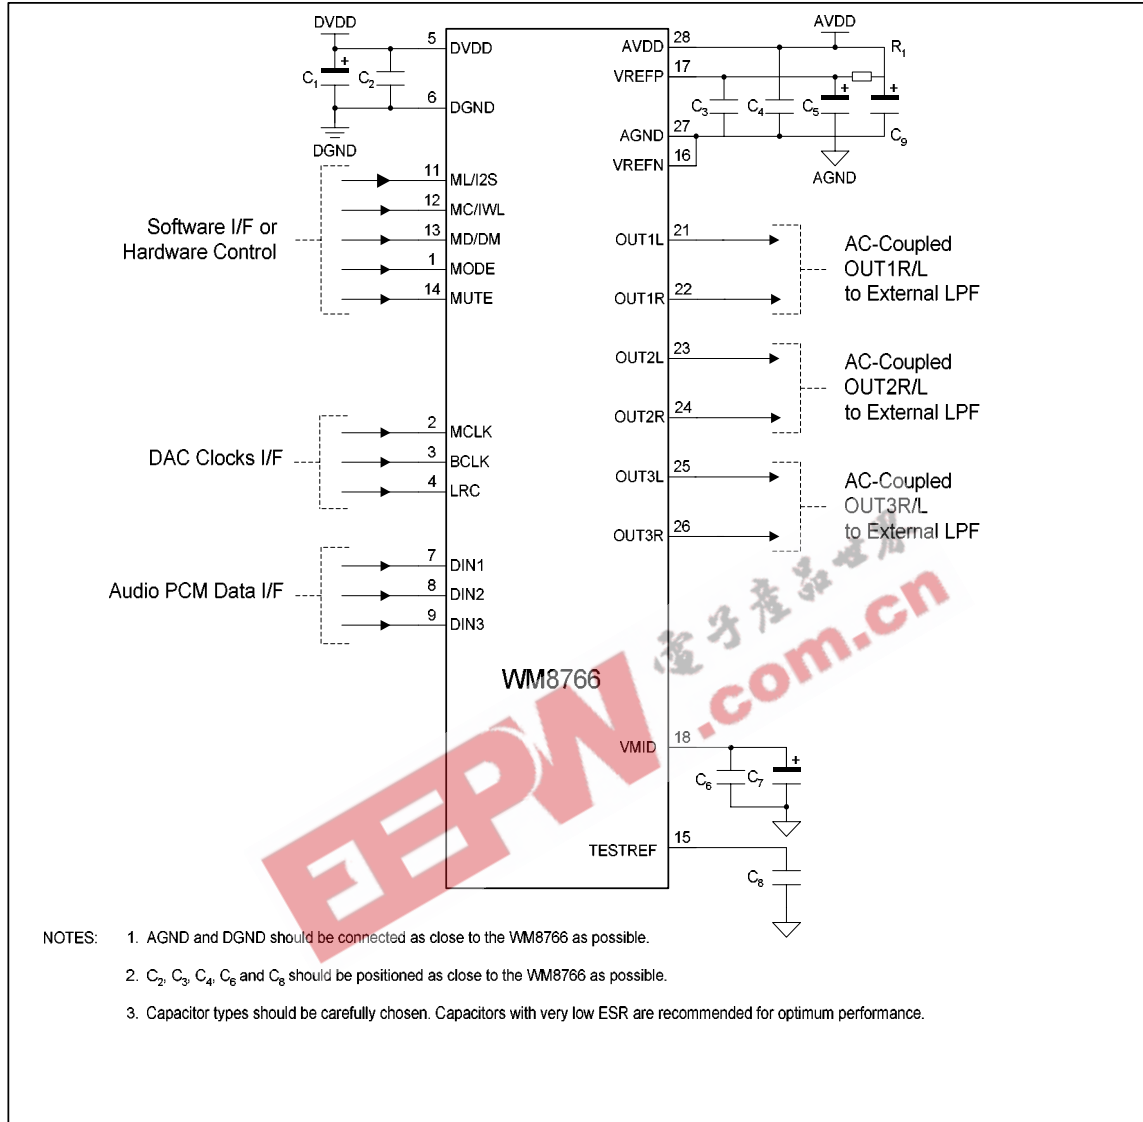 DVDD
AVDD
5 DVDD
AVDD 28
R1
VREFP 17
+
C1
C2
+
+
C3
C4
C5
C9
6 DGND
AGND 27
DGND
VREFN 16
AGND
11 ML/I2S
12 MC/IWL
Software I/F or
Hardware Control
13 MD/DM
1 MODE
14 MUTE
OUT1L 21
OUT1R 22
AC-Coupled
OUT1R/L
to External LPF
OUT2L 23
OUT2R 24
AC-Coupled
OUT2R/L
to External LPF
2 MCLK
DAC Clocks I/F
3 BCLK
4 LRC
OUT3L 25
OUT3R 26
AC-Coupled
OUT3R/L
to External LPF
7 DIN1
Audio PCM Data I/F
8 DIN2
9 DIN3
WM8766
電子產品世界
EEPW .com.cn
VMID 18
C6
C7
+
TESTREF 15
C8
NOTES: 1. AGND and DGND should be connected as close to the WM8766 as possible.
2. C2, C3, C4, C6 and C8 should be positioned as close to the WM8766 as possible.
3. Capacitor types should be carefully chosen. Capacitors with very low ESR are recommended for optimum performance.